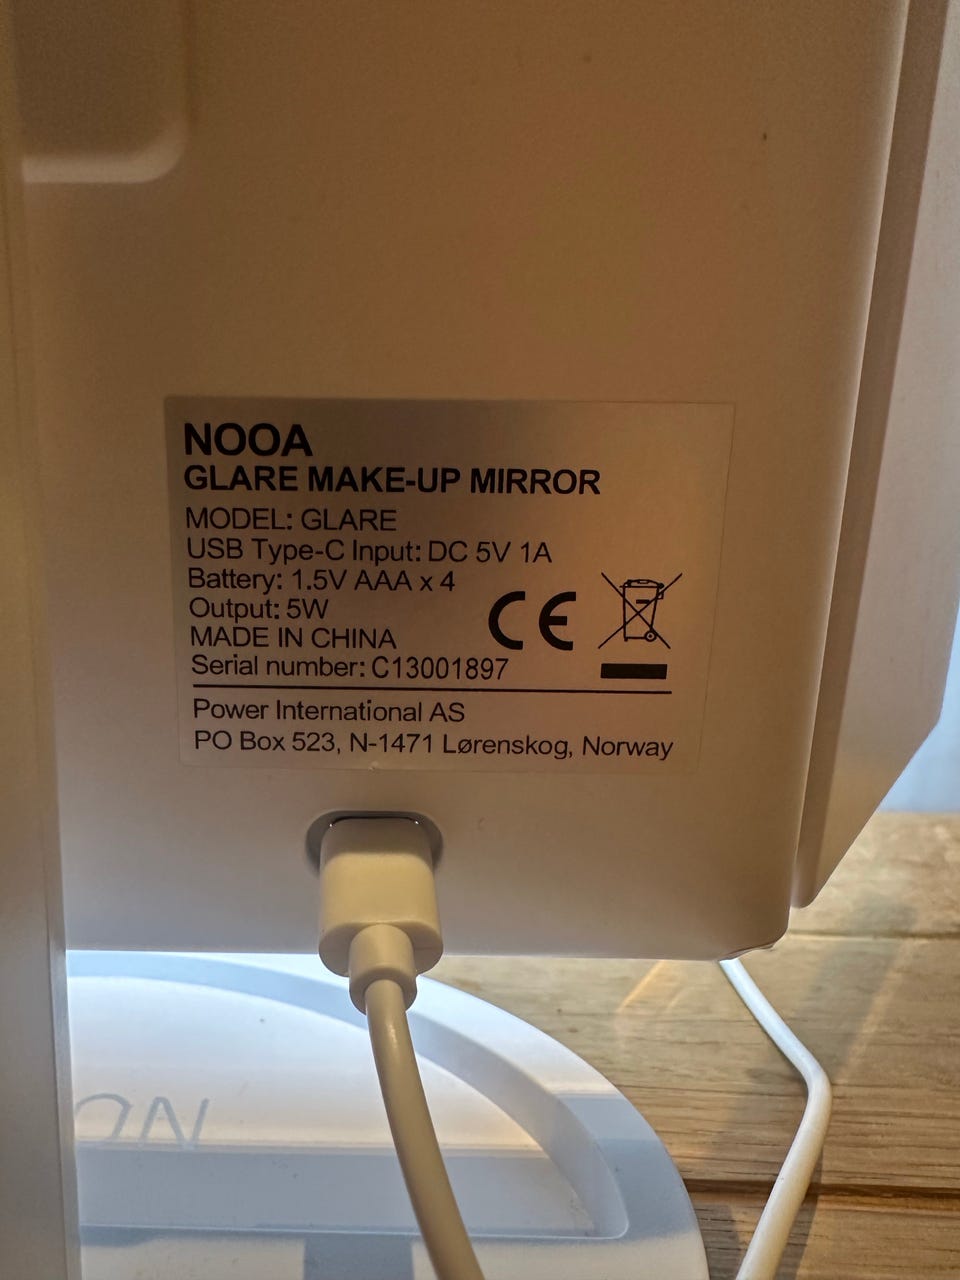 NOOA
GLARE MAKE-UP MIRROR
MODEL: GLARE
USB Type-C Input: DC 5V 1A
Battery: 1.5V AAA x 4
Output: 5W
MADE IN CHINA
Serial number: C13001897
CE
Power International AS
PO Box 523, N-1471 Lørenskog, Norway